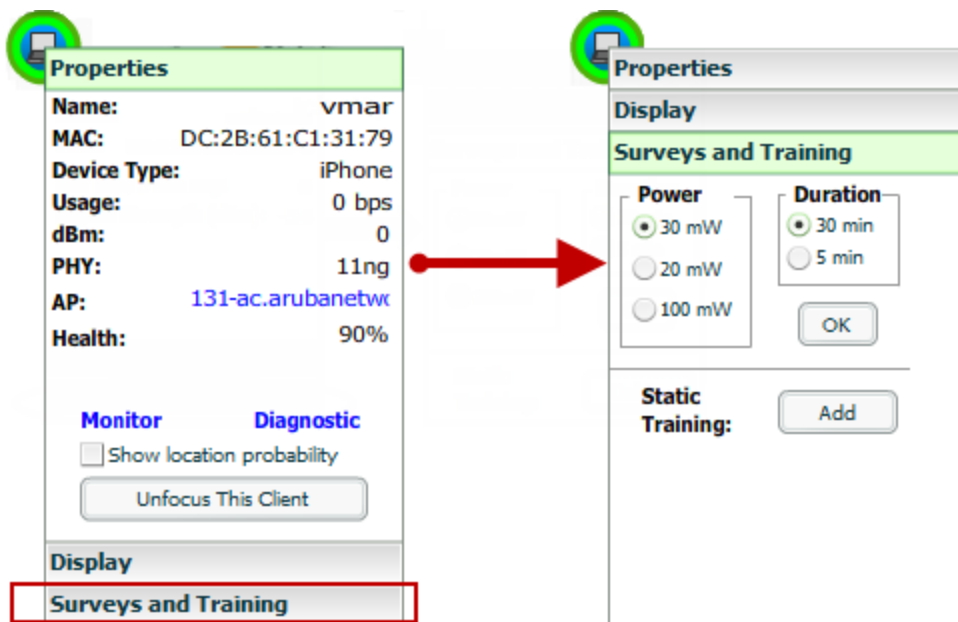 Properties
Name: vmar
MAC: DC:2B:61:C1:31:79
Device Type: iPhone
Usage: 0 bps
dBm: 0
PHY: 11ng
AP: 131-ac.arubanetwo
Health: 90%
Monitor Diagnostic
Show location probability
Unfocus This Client
Display
Surveys and Training
Properties
Display
Surveys and Training
Power Duration
30 mW 30 min
20 mW 5 min
100 mW OK
Static Training: Add